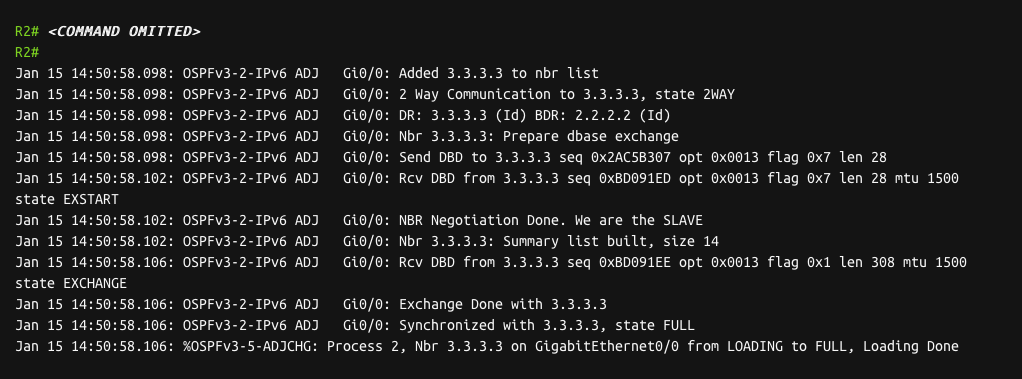 R2# <COMMAND OMITTED>
R2#
Jan 15 14:50:58.098: OSPFv3-2-IPv6 ADJ   Gi0/0: Added 3.3.3.3 to nbr list
Jan 15 14:50:58.098: OSPFv3-2-IPv6 ADJ   Gi0/0: 2 Way Communication to 3.3.3.3, state 2WAY
Jan 15 14:50:58.098: OSPFv3-2-IPv6 ADJ   Gi0/0: DR: 3.3.3.3 (Id) BDR: 2.2.2.2 (Id)
Jan 15 14:50:58.098: OSPFv3-2-IPv6 ADJ   Gi0/0: Nbr 3.3.3.3: Prepare dbase exchange
Jan 15 14:50:58.098: OSPFv3-2-IPv6 ADJ   Gi0/0: Send DBD to 3.3.3.3 seq 0x2AC5B307 opt 0x0013 flag 0x7 len 28
Jan 15 14:50:58.102: OSPFv3-2-IPv6 ADJ   Gi0/0: Rcv DBD from 3.3.3.3 seq 0xBD091ED opt 0x0013 flag 0x7 len 28 mtu 1500
state EXSTART
Jan 15 14:50:58.102: OSPFv3-2-IPv6 ADJ   Gi0/0: NBR Negotiation Done. We are the SLAVE
Jan 15 14:50:58.102: OSPFv3-2-IPv6 ADJ   Gi0/0: Nbr 3.3.3.3: Summary list built, size 14
Jan 15 14:50:58.106: OSPFv3-2-IPv6 ADJ   Gi0/0: Rcv DBD from 3.3.3.3 seq 0xBD091EE opt 0x0013 flag 0x1 len 308 mtu 1500
state EXCHANGE
Jan 15 14:50:58.106: OSPFv3-2-IPv6 ADJ   Gi0/0: Exchange Done with 3.3.3.3
Jan 15 14:50:58.106: OSPFv3-2-IPv6 ADJ   Gi0/0: Synchronized with 3.3.3.3, state FULL
Jan 15 14:50:58.106: %OSPFv3-5-ADJCHG: Process 2, Nbr 3.3.3.3 on GigabitEthernet0/0 from LOADING to FULL, Loading Done